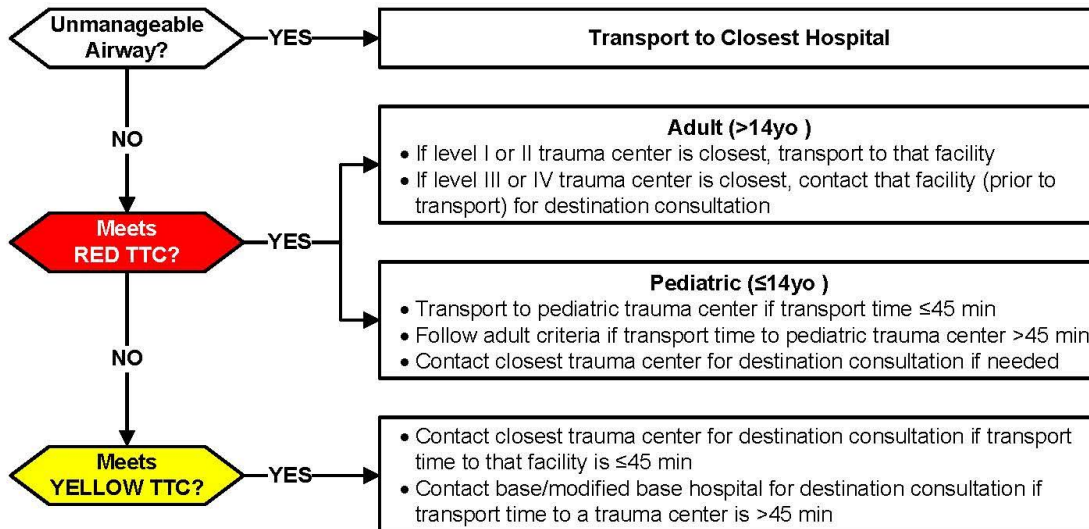 Unmanageable
Airway?
YES
Transport to Closest Hospital
NO
Adult (>14yo )
• If level I or II trauma center is closest, transport to that facility
• If level III or IV trauma center is closest, contact that facility (prior to
transport) for destination consultation
Meets
RED TTC?
YES
Pediatric (≤14yo )
• Transport to pediatric trauma center if transport time ≤45 min
• Follow adult criteria if transport time to pediatric trauma center >45 min
• Contact closest trauma center for destination consultation if needed
NO
Meets
YELLOW TTC?
YES
• Contact closest trauma center for destination consultation if transport
time to that facility is ≤45 min
• Contact base/modified base hospital for destination consultation if
transport time to a trauma center is >45 min